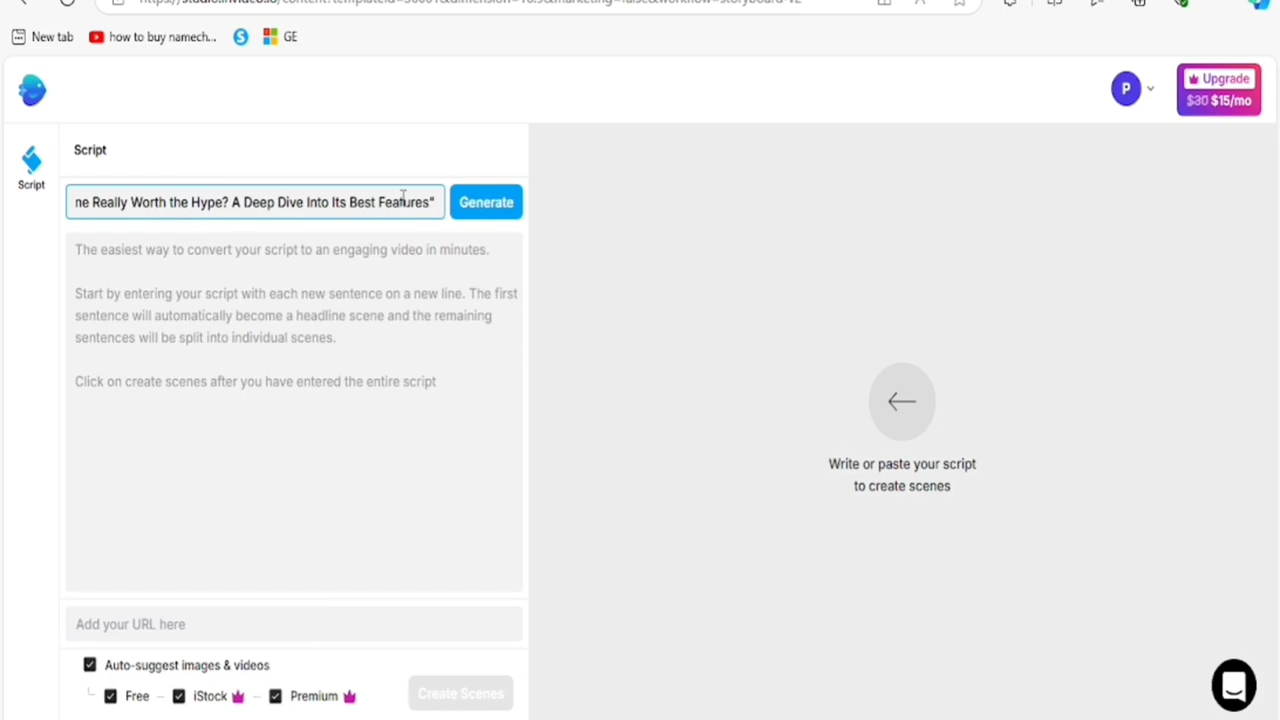 New tab
how to buy namech...
GE
P
Upgrade
$30 $15/mo
Script
Script
ne Really Worth the Hype? A Deep Dive Into Its Best Features"
Generate
The easiest way to convert your script to an engaging video in minutes.
Start by entering your script with each new sentence on a new line. The first
sentence will automatically become a headline scene and the remaining
sentences will be split into individual scenes.
Click on create scenes after you have entered the entire script
Write or paste your script
to create scenes
Add your URL here
Auto-suggest images & videos
Free
iStock
Premium
Create Scenes